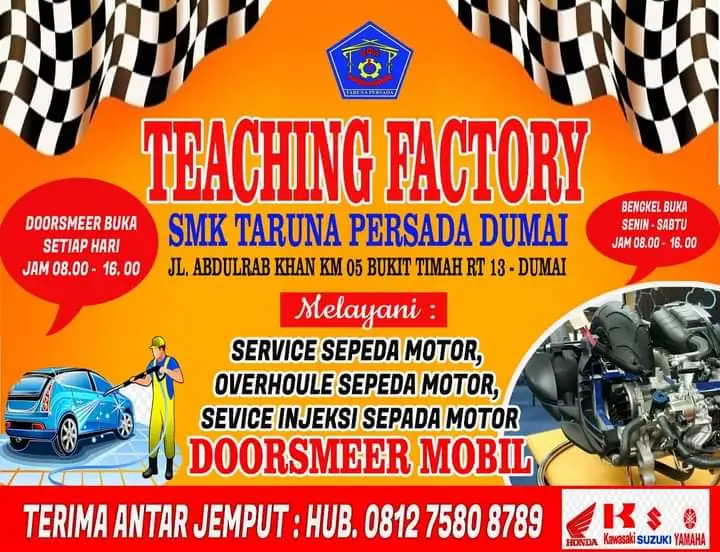 TARUNA PERSADA
TEACHING FACTORY
SMK TARUNA PERSADA DUMAI
JL. ABDULRAB KHAN KM 05 BUKIT TIMAH RT 13 - DUMAI
DOORSMEER BUKA
SETIAP HARI
JAM 08.00 - 16. 00
BENGKEL BUKA
SENIN - SABTU
JAM 08.00 - 16. 00
Melayani :
SERVICE SEPEDA MOTOR,
OVERHOULE SEPEDA MOTOR,
SEVICE INJEKSI SEPADA MOTOR
DOORSMEER MOBIL
TERIMA ANTAR JEMPUT : HUB. 0812 7580 8789
HONDA Kawasaki SUZUKI YAMAHA